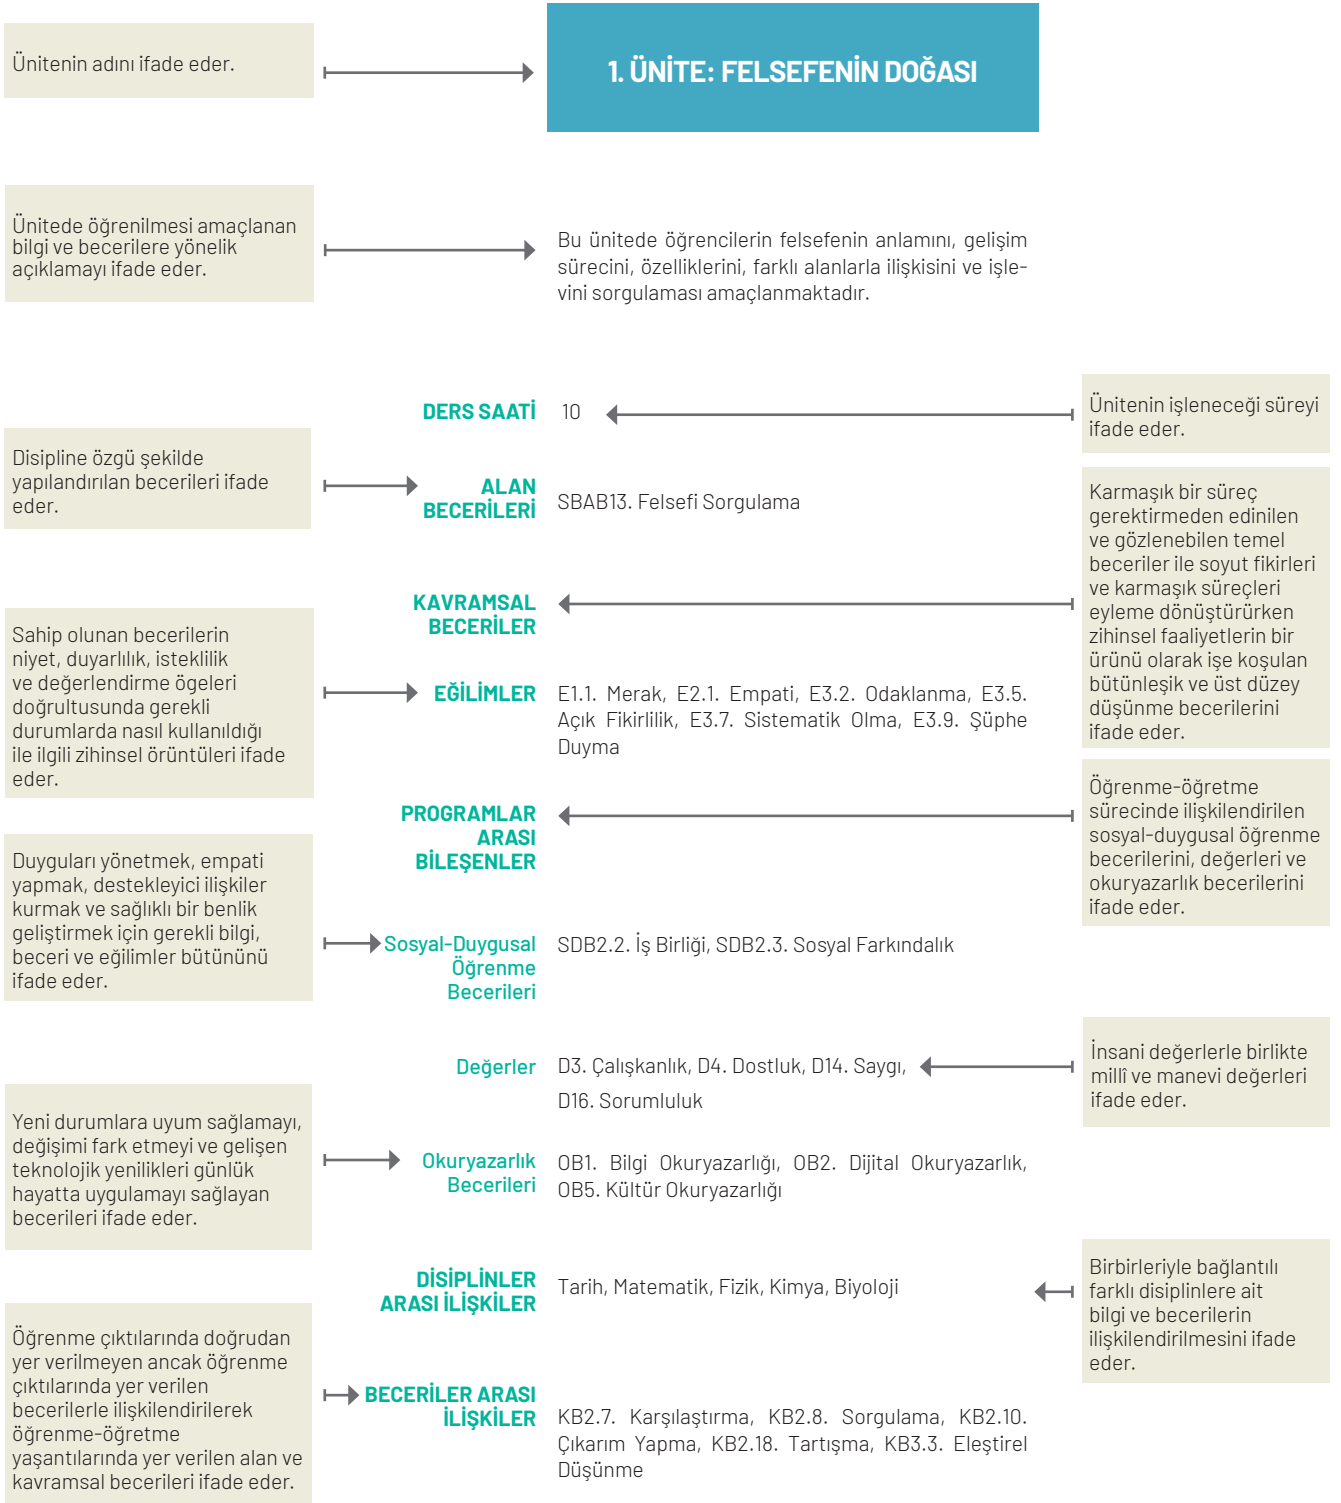 Ünitenin adını ifade eder.
1. ÜNİTE: FELSEFENİN DOĞASI
Ünitede öğrenilmesi amaçlanan
bilgi ve becerilere yönelik
açıklamayı ifade eder.
Bu ünitede öğrencilerin felsefenin anlamını, gelişim
sürecini, özelliklerini, farklı alanlarla ilişkisini ve işle-
vini sorgulaması amaçlanmaktadır.
DERS SAATİ
10
Ünitenin işleneceği süreyi
ifade eder.
Disipline özgü şekilde
yapılandırılan becerileri ifade
eder.
ALAN
BECERİLERİ
SBAB13. Felsefi Sorgulama
Karmaşık bir süreç
gerektirmeden edinilen
ve gözlenebilen temel
beceriler ile soyut fikirleri
ve karmaşık süreçleri
eyleme dönüştürürken
zihinsel faaliyetlerin bir
ürünü olarak işe koşulan
bütünleşik ve üst düzey
düşünme becerilerini
ifade eder.
KAVRAMSAL
BECERİLER
Sahip olunan becerilerin
niyet, duyarlılık, isteklilik
ve değerlendirme ögeleri
doğrultusunda gerekli
durumlarda nasıl kullanıldığı
ile ilgili zihinsel örüntüleri ifade
eder.
EĞİLİMLER
E1.1. Merak, E2.1. Empati, E3.2. Odaklanma, E3.5.
Açık Fikirlilik, E3.7. Sistematik Olma, E3.9. Şüphe
Duyma
PROGRAMLAR
ARASI
BİLEŞENLER
Öğrenme-öğretme
sürecinde ilişkilendirilen
sosyal-duygusal öğrenme
becerilerini, değerleri ve
okuryazarlık becerilerini
ifade eder.
Duyguları yönetmek, empati
yapmak, destekleyici ilişkiler
kurmak ve sağlıklı bir benlik
geliştirmek için gerekli bilgi,
beceri ve eğilimler bütününü
ifade eder.
Sosyal-Duygusal
Öğrenme
Becerileri
SDB2.2. İş Birliği, SDB2.3. Sosyal Farkındalık
Değerler
D3. Çalışkanlık, D4. Dostluk, D14. Saygı,
D16. Sorumluluk
İnsani değerlerle birlikte
millî ve manevi değerleri
ifade eder.
Yeni durumlara uyum sağlamayı,
değişimi fark etmeyi ve gelişen
teknolojik yenilikleri günlük
hayatta uygulamayı sağlayan
becerileri ifade eder.
Okuryazarlık
Becerileri
OB1. Bilgi Okuryazarlığı, OB2. Dijital Okuryazarlık,
OB5. Kültür Okuryazarlığı
DİSİPLİNLER
ARASI İLİŞKİLER
Tarih, Matematik, Fizik, Kimya, Biyoloji
Birbirleriyle bağlantılı
farklı disiplinlere ait
bilgi ve becerilerin
ilişkilendirilmesini ifade
eder.
Öğrenme çıktılarında doğrudan
yer verilmeyen ancak öğrenme
çıktılarında yer verilen
becerilerle ilişkilendirilerek
öğrenme-öğretme
yaşantılarında yer verilen alan ve
kavramsal becerileri ifade eder.
BECERİLER ARASI
İLİŞKİLER
KB2.7. Karşılaştırma, KB2.8. Sorgulama, KB2.10.
Çıkarım Yapma, KB2.18. Tartışma, KB3.3. Eleştirel
Düşünme